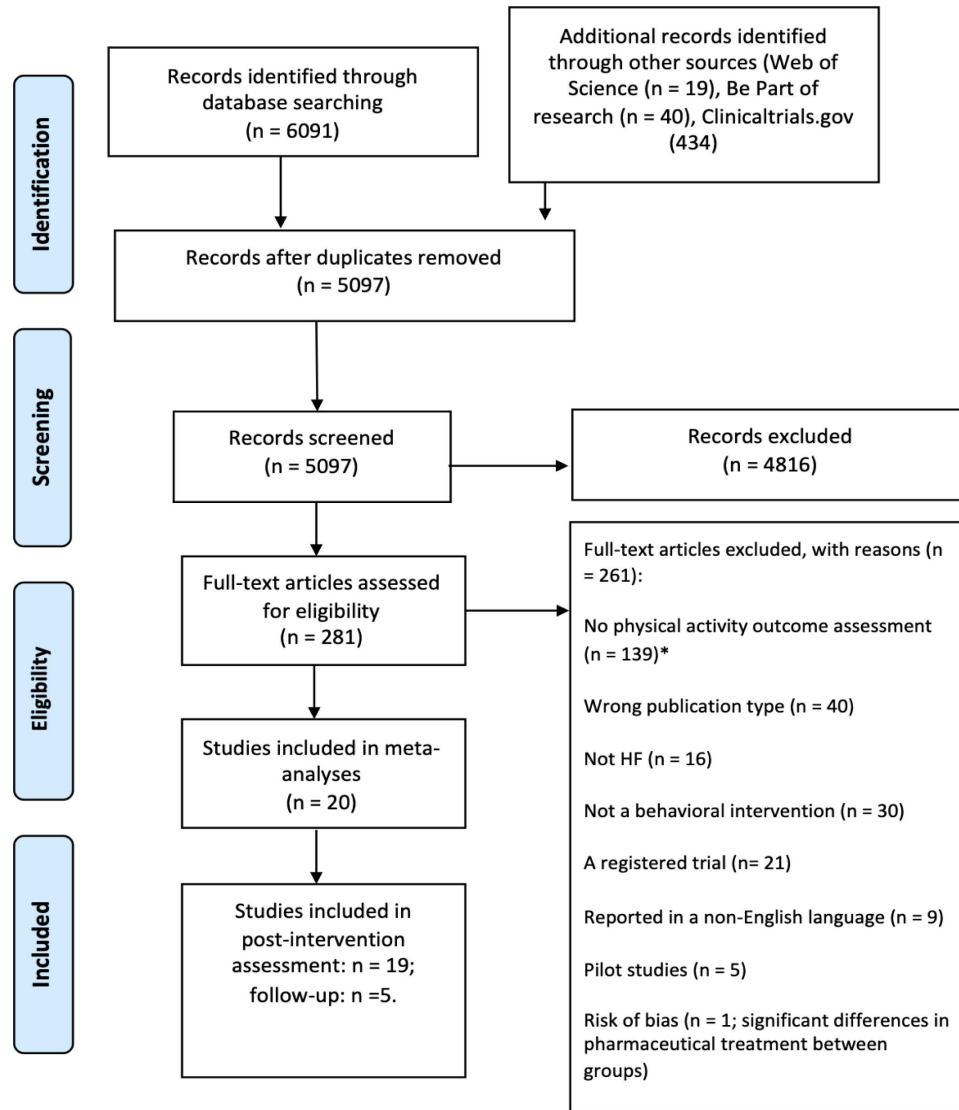 Records identified through
database searching
(n = 6091)
Additional records identified
through other sources (Web of
Science (n = 19), Be Part of
research (n = 40), Clinicaltrials.gov
(434)
Identification
Records after duplicates removed
(n = 5097)
Screening
Records screened
(n = 5097)
Records excluded
(n = 4816)
Eligibility
Full-text articles assessed
for eligibility
(n = 281)
Full-text articles excluded, with reasons (n
= 261):
No physical activity outcome assessment
(n = 139)*
Wrong publication type (n = 40)
Not HF (n = 16)
Not a behavioral intervention (n = 30)
A registered trial (n= 21)
Reported in a non-English language (n = 9)
Pilot studies (n = 5)
Risk of bias (n = 1; significant differences in
pharmaceutical treatment between
groups)
Studies included in meta-
analyses
(n = 20)
Included
Studies included in
post-intervention
assessment: n = 19;
follow-up: n =5.